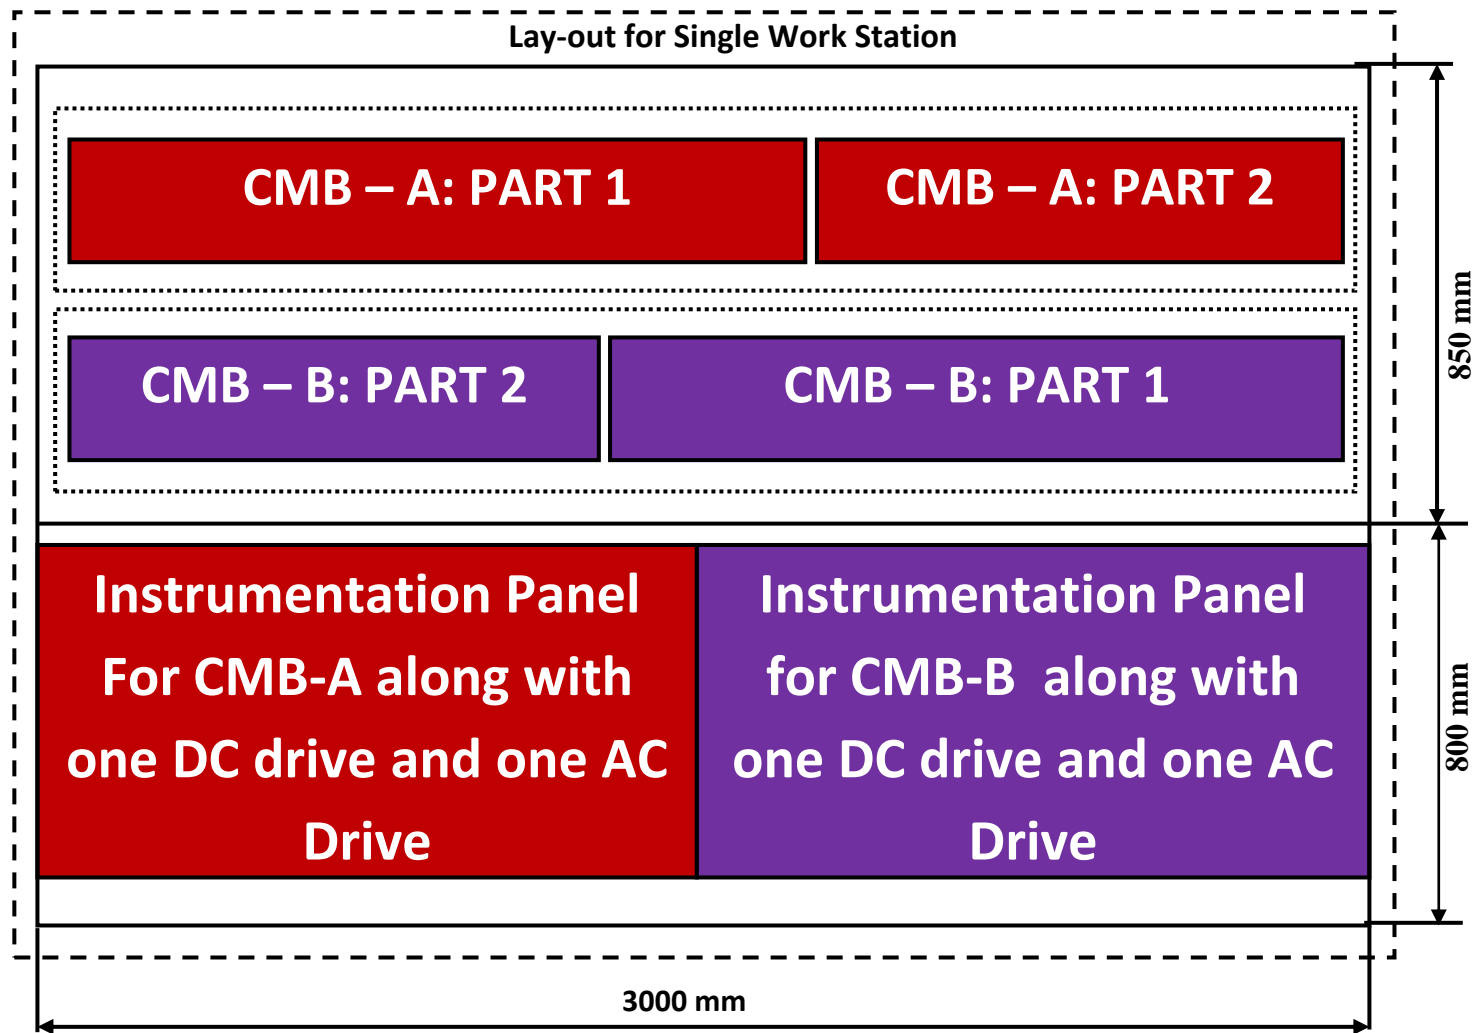 Lay-out for Single Work Station
CMB – A: PART 1
CMB – A: PART 2
850 mm
CMB – B: PART 2
CMB – B: PART 1
Instrumentation Panel
For CMB-A along with
one DC drive and one AC
Drive
Instrumentation Panel
for CMB-B  along with
one DC drive and one AC
Drive
800 mm
3000 mm